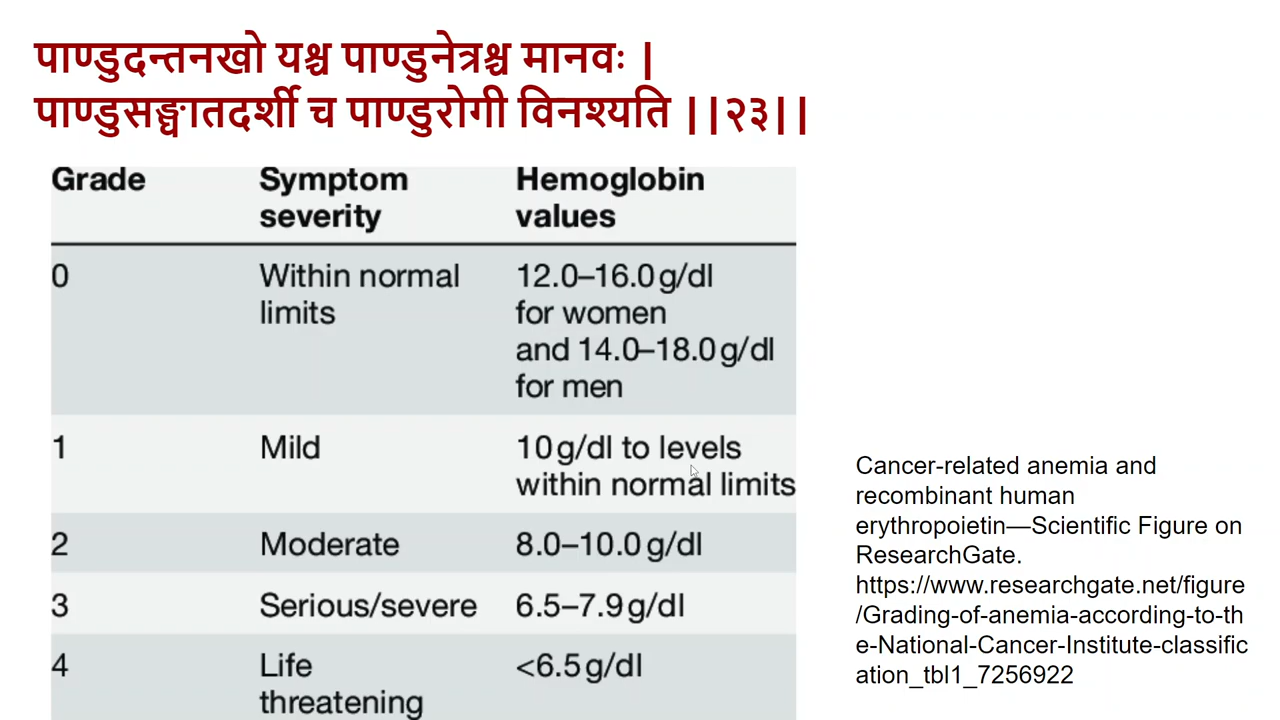 पाण्डुदन्तनखो यश्च पाण्डुनेत्रश्च मानवः |
पाण्डुसङ्घातदर्शी च पाण्डुरोगी विनश्यति ||२३||
Grade Symptom severity Hemoglobin values
0 Within normal limits 12.0–16.0 g/dl for women and 14.0–18.0 g/dl for men
1 Mild 10 g/dl to levels within normal limits
2 Moderate 8.0–10.0 g/dl
3 Serious/severe 6.5–7.9 g/dl
4 Life threatening <6.5 g/dl
Cancer-related anemia and
recombinant human
erythropoietin—Scientific Figure on
ResearchGate.
https://www.researchgate.net/figure
/Grading-of-anemia-according-to-th
e-National-Cancer-Institute-classific
ation_tbl1_7256922